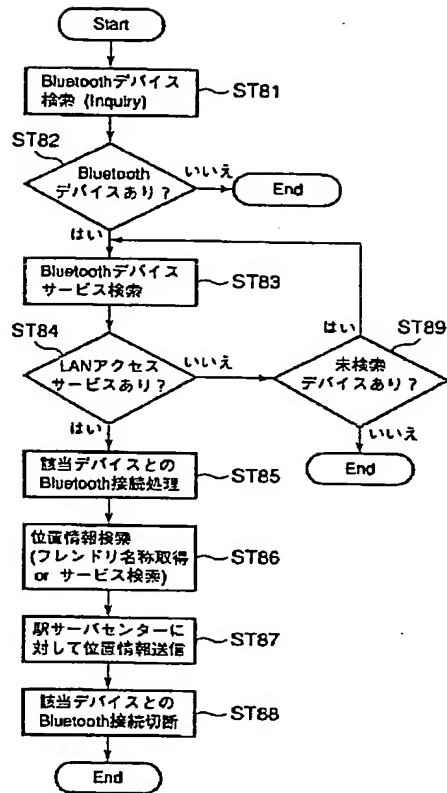 Start
Bluetoothデバイス
検索 (Inquiry)
ST81
ST82
Bluetooth
デバイスあり？
いいえ
End
はい
Bluetoothデバイス
サービス検索
ST83
ST84
LANアクセス
サービスあり？
いいえ
はい
ST89
未検索
デバイスあり？
はい
いいえ
End
該当デバイスとの
Bluetooth接続処理
ST85
位置情報検索
(フレンドリ名称取得
or サービス検索)
ST86
駅サーバセンターに
対して位置情報送信
ST87
該当デバイスとの
Bluetooth接続切断
ST88
End